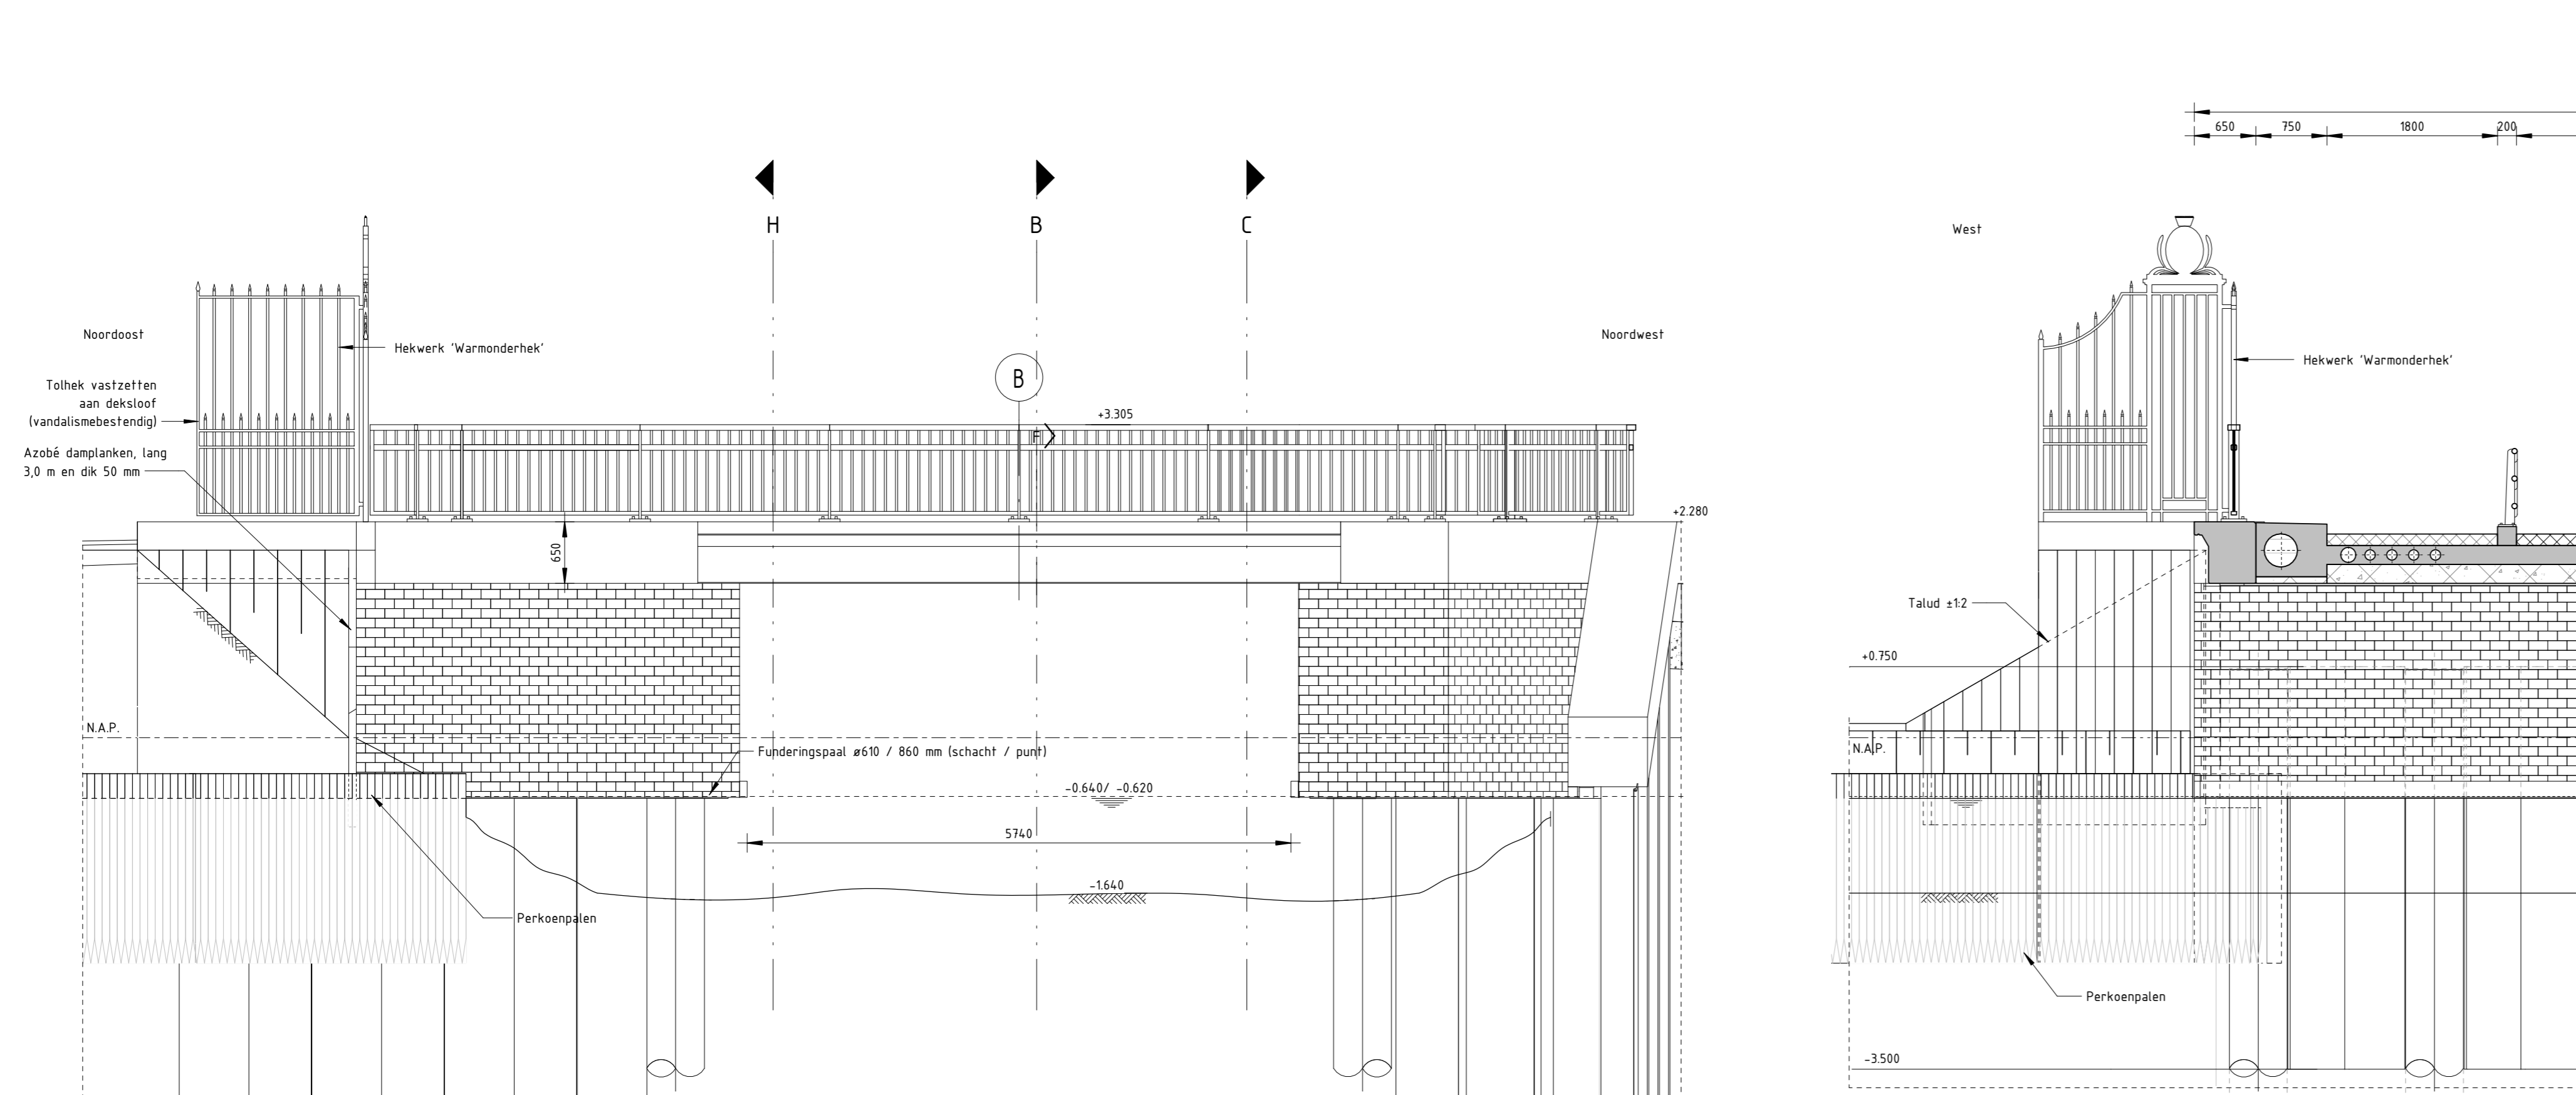 H
B
C
Noordoost
Noordwest
Hekwerk 'Warmonderhek'
Tolhek vastzetten
aan deksloof
(vandalismebestendig)
Azobé damplanken, lang
3,0 m en dik 50 mm
B
+3.305
F
+2.280
650
N.A.P.
Funderingspaal ø610 / 860 mm (schacht / punt)
-0.640/ -0.620
5740
-1.640
Perkoenpalen
650
750
1800
200
West
Hekwerk 'Warmonderhek'
Talud ±1:2
+0.750
N.A.P.
Perkoenpalen
-3.500